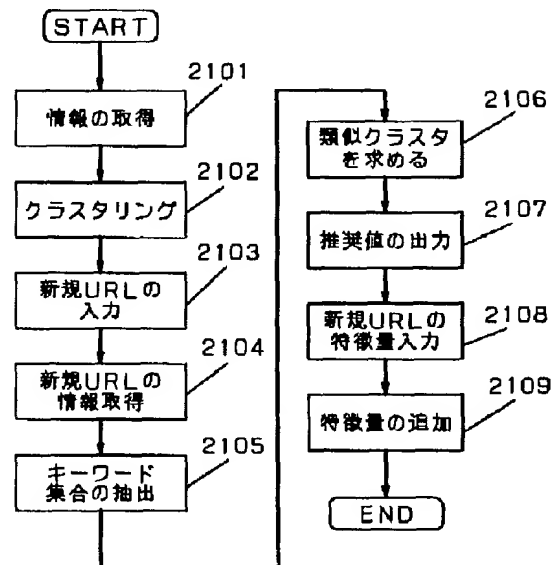 START
2101
情報の取得
2102
クラスタリング
2103
新規URLの
入力
2104
新規URLの
情報取得
2105
キーワード
集合の抽出
2106
類似クラスタ
を求める
2107
推奨値の出力
2108
新規URLの
特徴量入力
2109
特徴量の追加
END